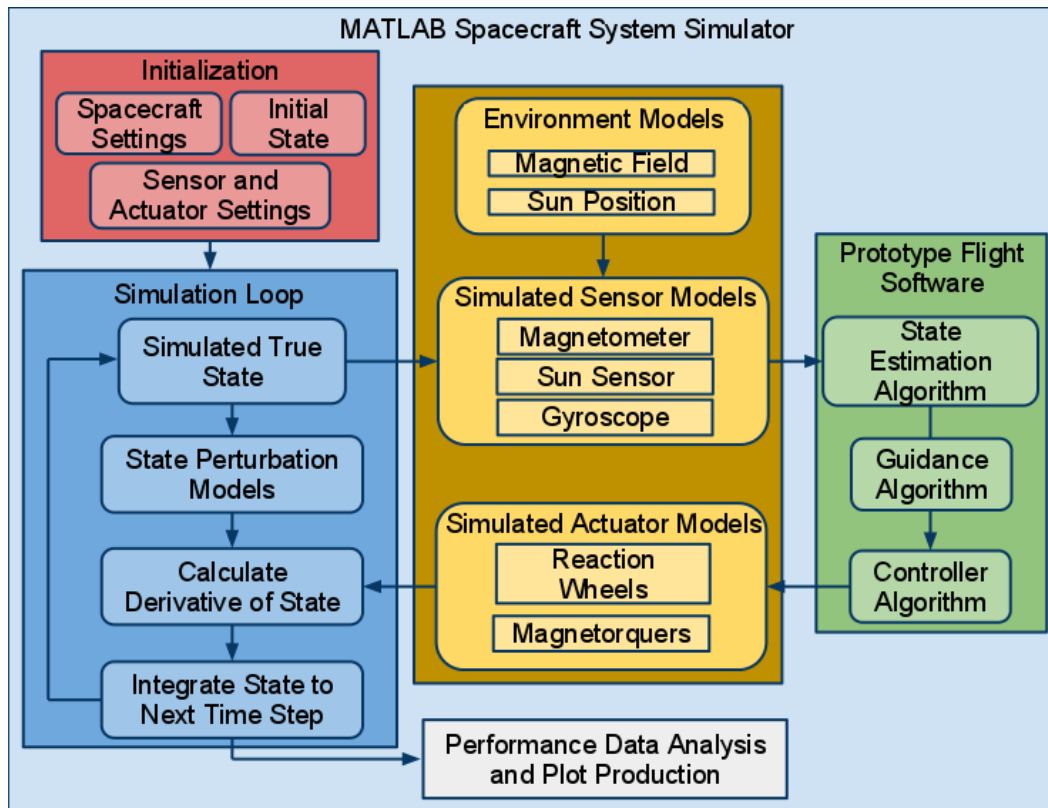 MATLAB Spacecraft System Simulator
Initialization
Spacecraft
Settings
Initial
State
Sensor and
Actuator Settings
Simulation Loop
Simulated True
State
State Perturbation
Models
Calculate
Derivative of State
Integrate State to
Next Time Step
Environment Models
Magnetic Field
Sun Position
Simulated Sensor Models
Magnetometer
Sun Sensor
Gyroscope
Simulated Actuator Models
Reaction
Wheels
Magnetorquers
Prototype Flight
Software
State
Estimation
Algorithm
Guidance
Algorithm
Controller
Algorithm
Performance Data Analysis
and Plot Production